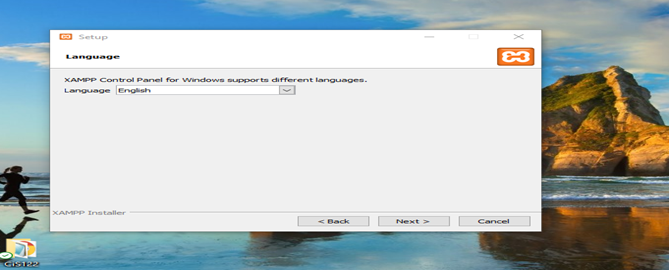 Setup
Language
XAMPP Control Panel for Windows supports different languages.
Language English
XAMPP Installer
< Back Next > Cancel
Cis122